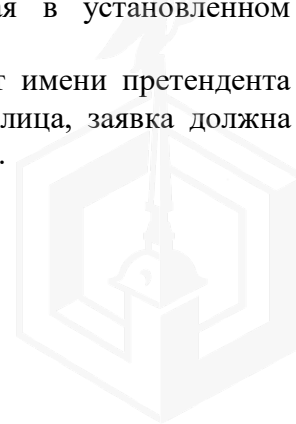 в установленном
имени претендента
лица, заявка должна